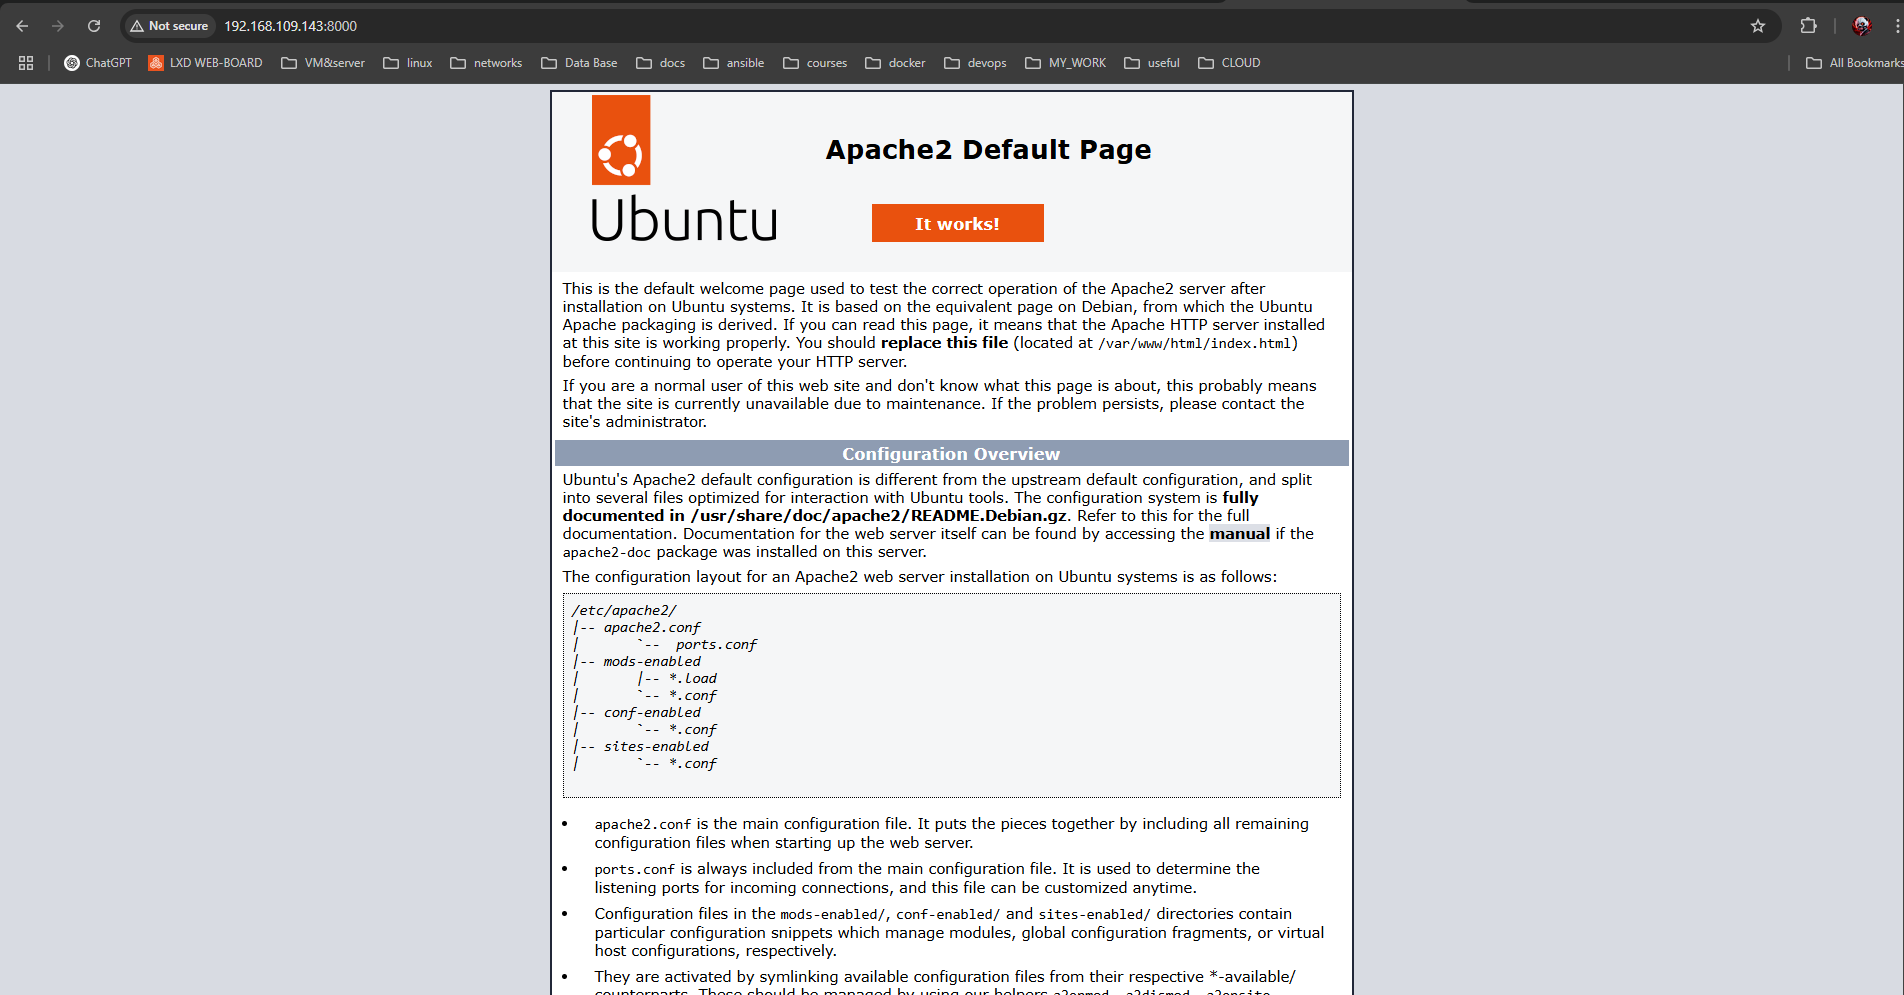 Not secure 192.168.109.143:8000
ChatGPT LXD WEB-BOARD VM&server linux networks Data Base docs ansible courses docker devops MY_WORK useful CLOUD All Bookmarks
Apache2 Default Page
Ubuntu
It works!
This is the default welcome page used to test the correct operation of the Apache2 server after
installation on Ubuntu systems. It is based on the equivalent page on Debian, from which the Ubuntu
Apache packaging is derived. If you can read this page, it means that the Apache HTTP server installed
at this site is working properly. You should replace this file (located at /var/www/html/index.html)
before continuing to operate your HTTP server.
If you are a normal user of this web site and don't know what this page is about, this probably means
that the site is currently unavailable due to maintenance. If the problem persists, please contact the
site's administrator.
Configuration Overview
Ubuntu's Apache2 default configuration is different from the upstream default configuration, and split
into several files optimized for interaction with Ubuntu tools. The configuration system is fully
documented in /usr/share/doc/apache2/README.Debian.gz. Refer to this for the full
documentation. Documentation for the web server itself can be found by accessing the manual if the
apache2-doc package was installed on this server.
The configuration layout for an Apache2 web server installation on Ubuntu systems is as follows:
/etc/apache2/
|-- apache2.conf
|       `--  ports.conf
|-- mods-enabled
|       |-- *.load
|       `-- *.conf
|-- conf-enabled
|       `-- *.conf
|-- sites-enabled
|       `-- *.conf
• apache2.conf is the main configuration file. It puts the pieces together by including all remaining
configuration files when starting up the web server.
• ports.conf is always included from the main configuration file. It is used to determine the
listening ports for incoming connections, and this file can be customized anytime.
• Configuration files in the mods-enabled/, conf-enabled/ and sites-enabled/ directories contain
particular configuration snippets which manage modules, global configuration fragments, or virtual
host configurations, respectively.
• They are activated by symlinking available configuration files from their respective *-available/
counterparts. These should be managed by using our helpers a2enmod, a2dismod, a2ensite,